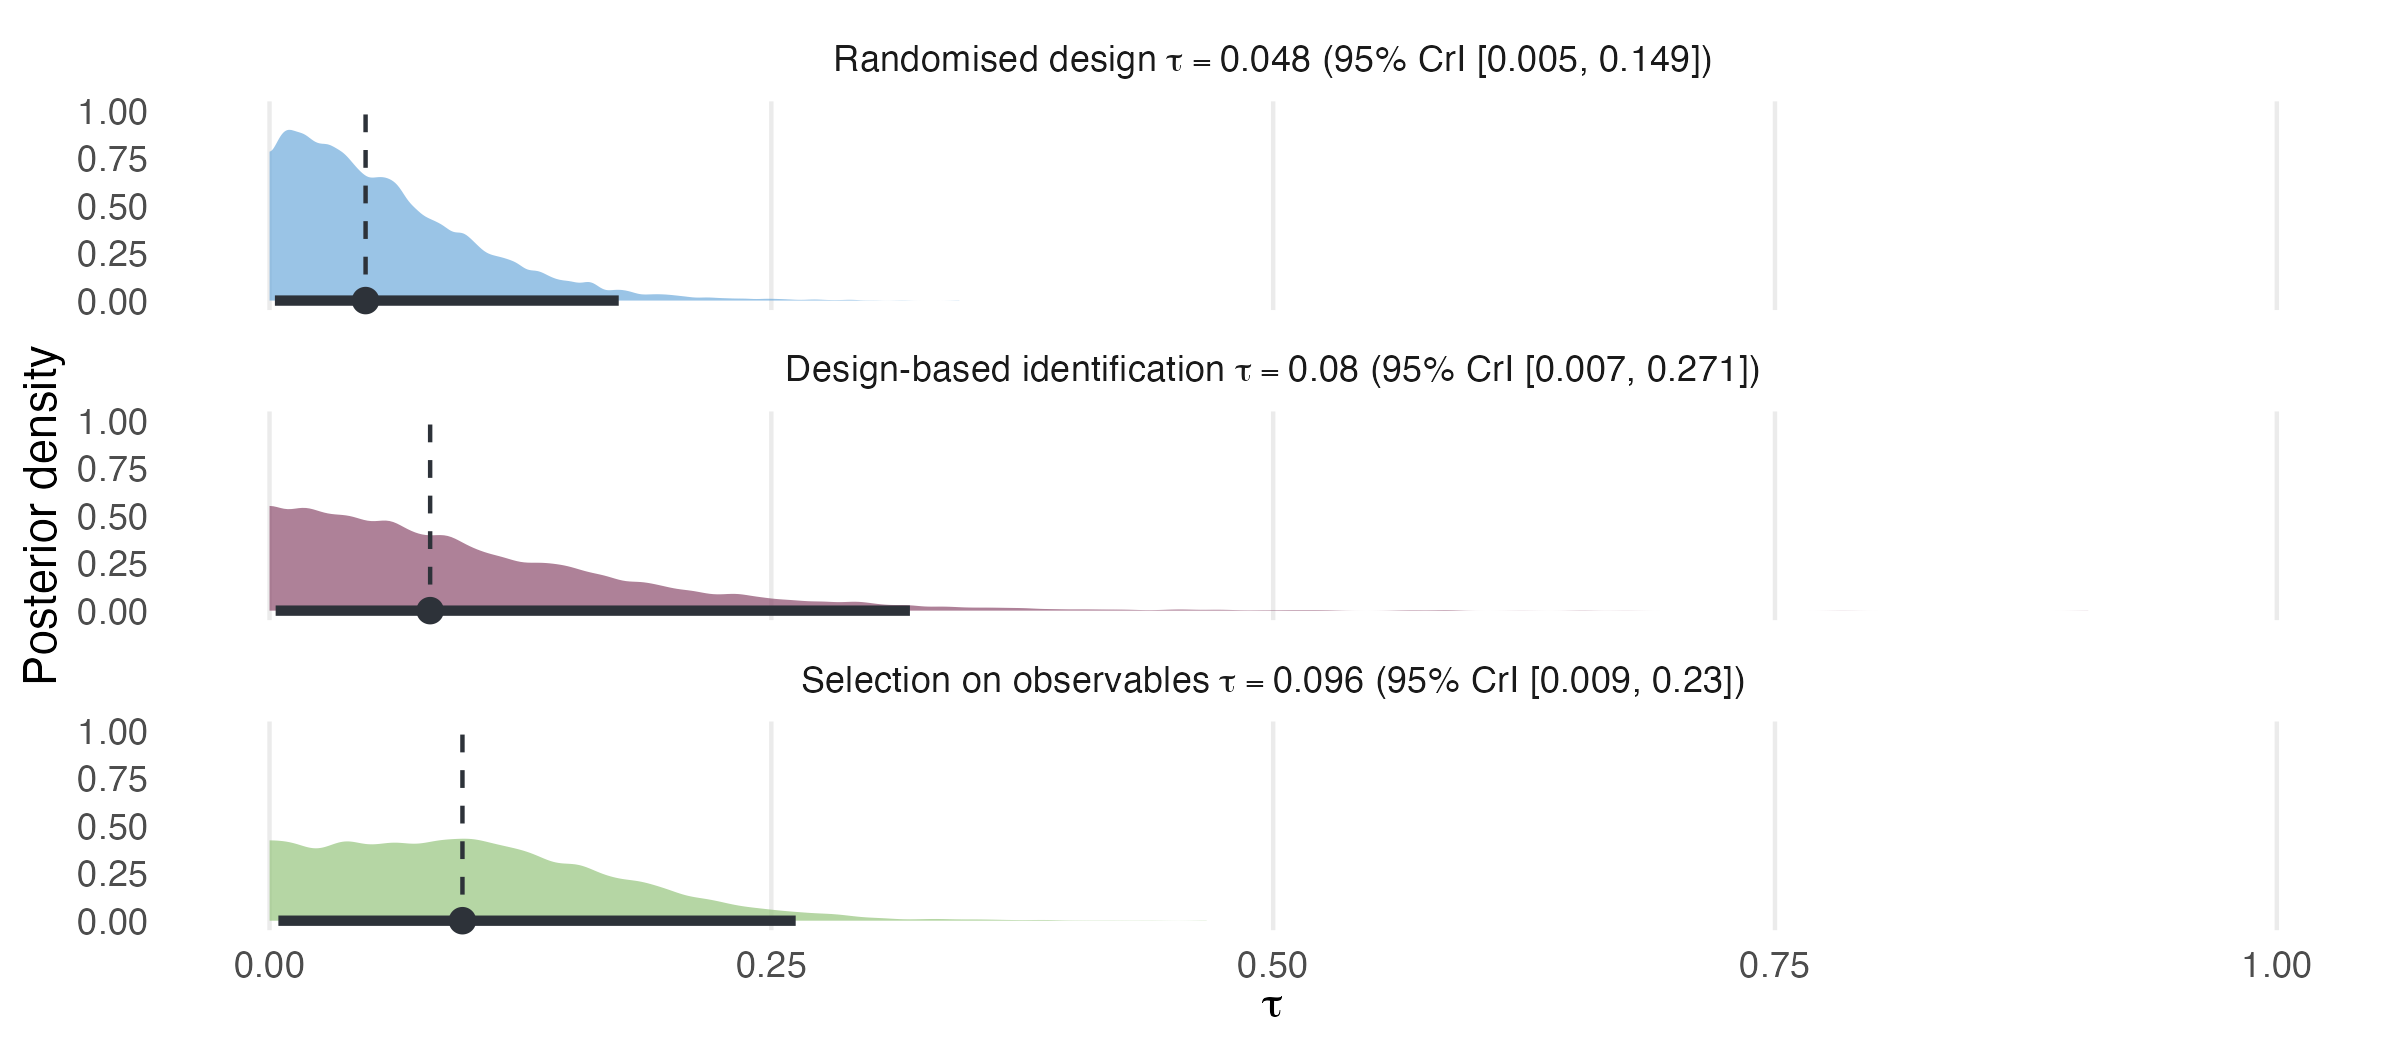 Randomised design τ = 0.048 (95% CrI [0.005, 0.149])
1.00
0.75
0.50
0.25
0.00
Design-based identification τ = 0.08 (95% CrI [0.007, 0.271])
1.00
0.75
0.50
0.25
0.00
Posterior density
Selection on observables τ = 0.096 (95% CrI [0.009, 0.23])
1.00
0.75
0.50
0.25
0.00
0.00 0.25 0.50 0.75 1.00
τ